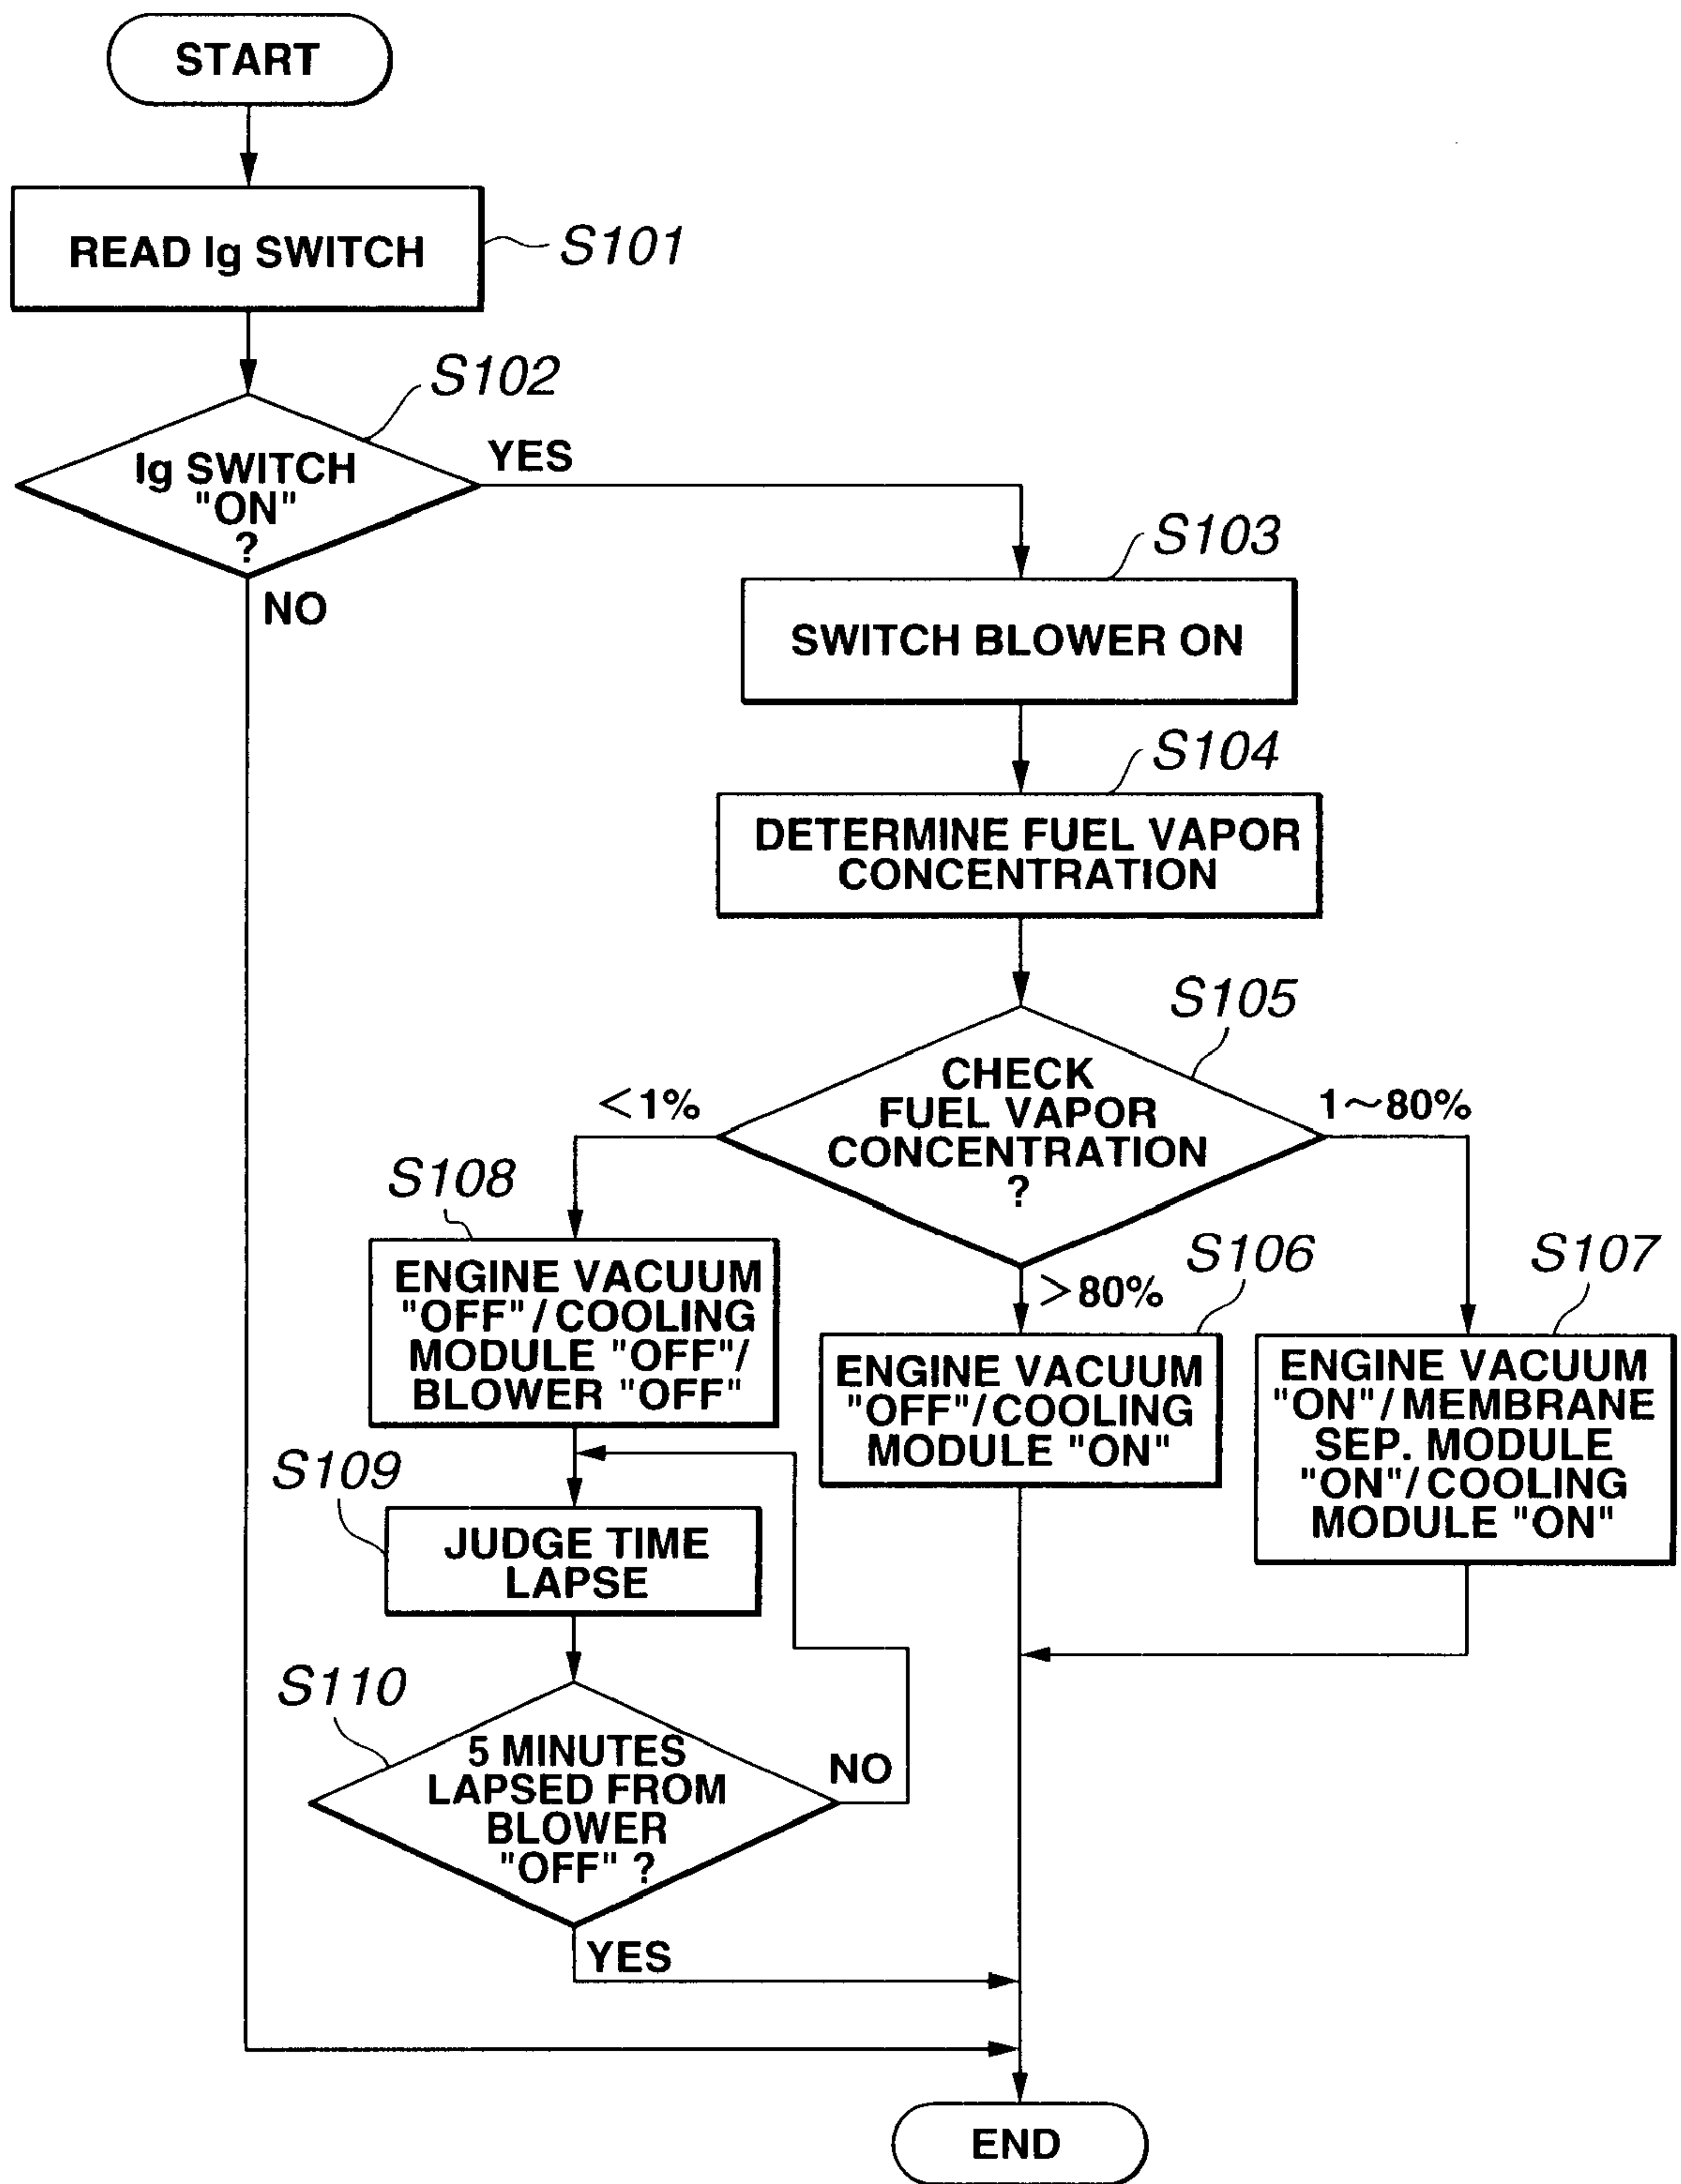 START
READ Ig SWITCH
S101
S102
Ig SWITCH
"ON"
?
YES
NO
S103
SWITCH BLOWER ON
S104
DETERMINE FUEL VAPOR
CONCENTRATION
S105
CHECK
FUEL VAPOR
CONCENTRATION
?
<1%
1~80%
>80%
S108
ENGINE VACUUM
"OFF"/COOLING
MODULE "OFF"/
BLOWER "OFF"
S106
ENGINE VACUUM
"OFF"/COOLING
MODULE "ON"
S107
ENGINE VACUUM
"ON"/MEMBRANE
SEP. MODULE
"ON"/COOLING
MODULE "ON"
S109
JUDGE TIME
LAPSE
S110
5 MINUTES
LAPSED FROM
BLOWER
"OFF" ?
NO
YES
END